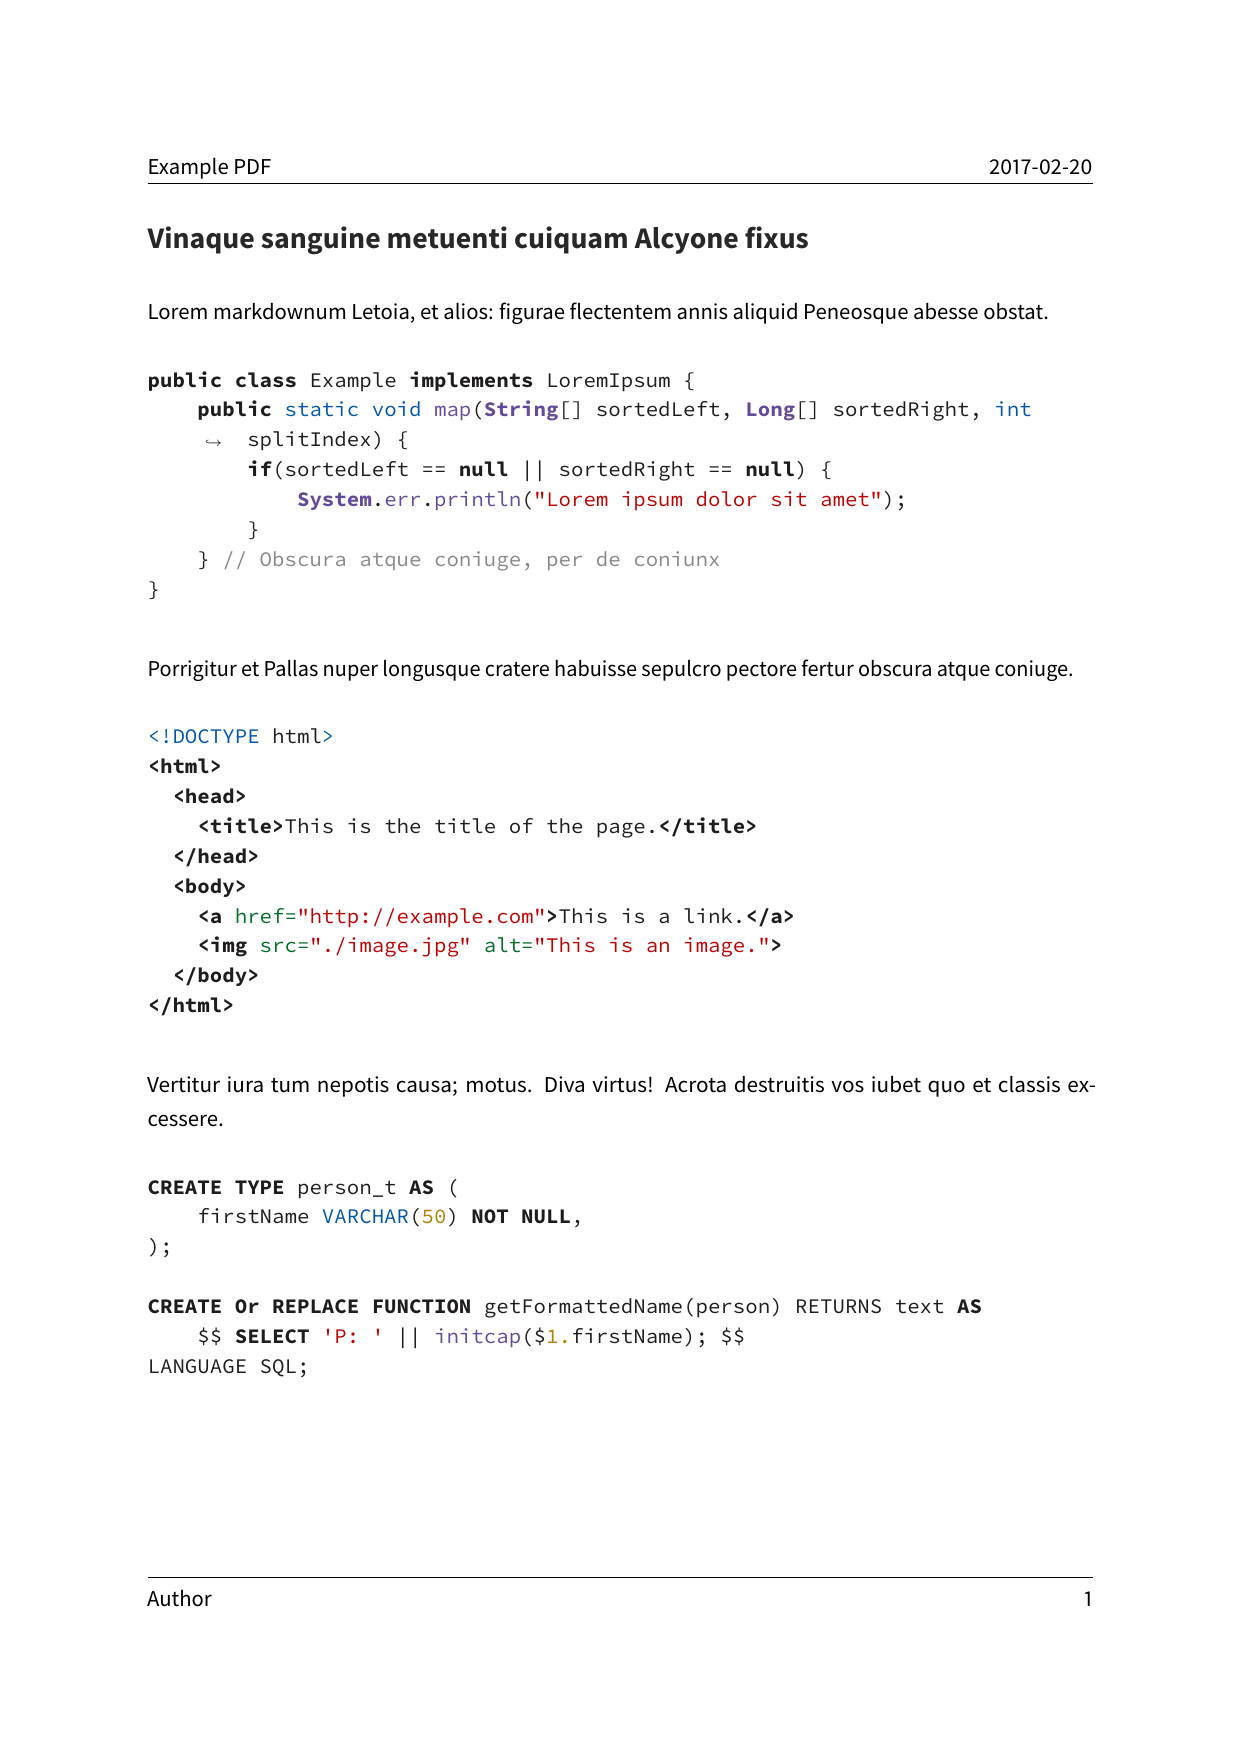 Example PDF 2017-02-20
Vinaque sanguine metuenti cuiquam Alcyone fixus
Lorem markdownum Letoia, et alios: figurae flectentem annis aliquid Peneosque abesse obstat.
public class Example implements LoremIpsum {
    public static void map(String[] sortedLeft, Long[] sortedRight, int
    ↪  splitIndex) {
        if(sortedLeft == null || sortedRight == null) {
            System.err.println("Lorem ipsum dolor sit amet");
        }
    } // Obscura atque coniuge, per de coniunx
}
Porrigitur et Pallas nuper longusque cratere habuisse sepulcro pectore fertur obscura atque coniuge.
<!DOCTYPE html>
<html>
  <head>
    <title>This is the title of the page.</title>
  </head>
  <body>
    <a href="http://example.com">This is a link.</a>
    <img src="./image.jpg" alt="This is an image.">
  </body>
</html>
Vertitur iura tum nepotis causa; motus. Diva virtus! Acrota destruitis vos iubet quo et classis ex-
cessere.
CREATE TYPE person_t AS (
    firstName VARCHAR(50) NOT NULL,
);
CREATE Or REPLACE FUNCTION getFormattedName(person) RETURNS text AS
    $$ SELECT 'P: ' || initcap($1.firstName); $$
LANGUAGE SQL;
Author 1